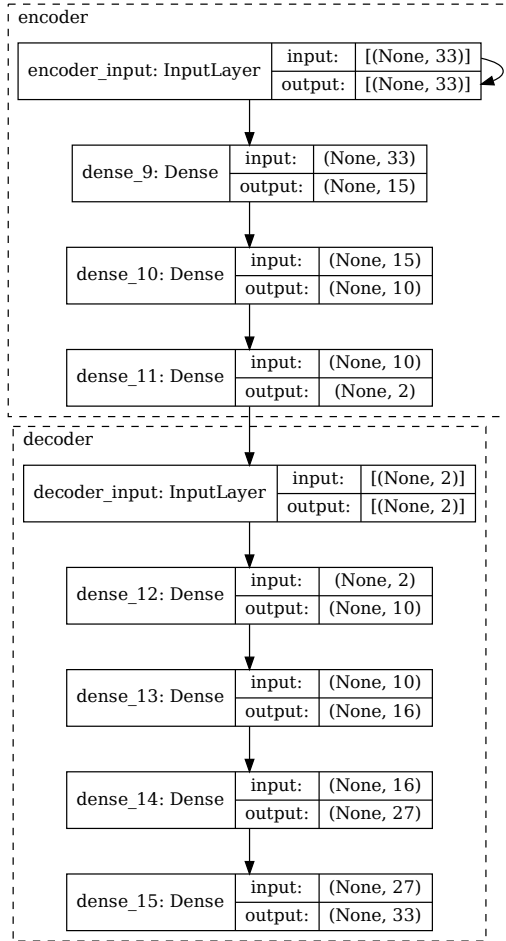 encoder
encoder_input: InputLayer
input: [(None, 33)]
output: [(None, 33)]
dense_9: Dense
input: (None, 33)
output: (None, 15)
dense_10: Dense
input: (None, 15)
output: (None, 10)
dense_11: Dense
input: (None, 10)
output: (None, 2)
decoder
decoder_input: InputLayer
input: [(None, 2)]
output: [(None, 2)]
dense_12: Dense
input: (None, 2)
output: (None, 10)
dense_13: Dense
input: (None, 10)
output: (None, 16)
dense_14: Dense
input: (None, 16)
output: (None, 27)
dense_15: Dense
input: (None, 27)
output: (None, 33)